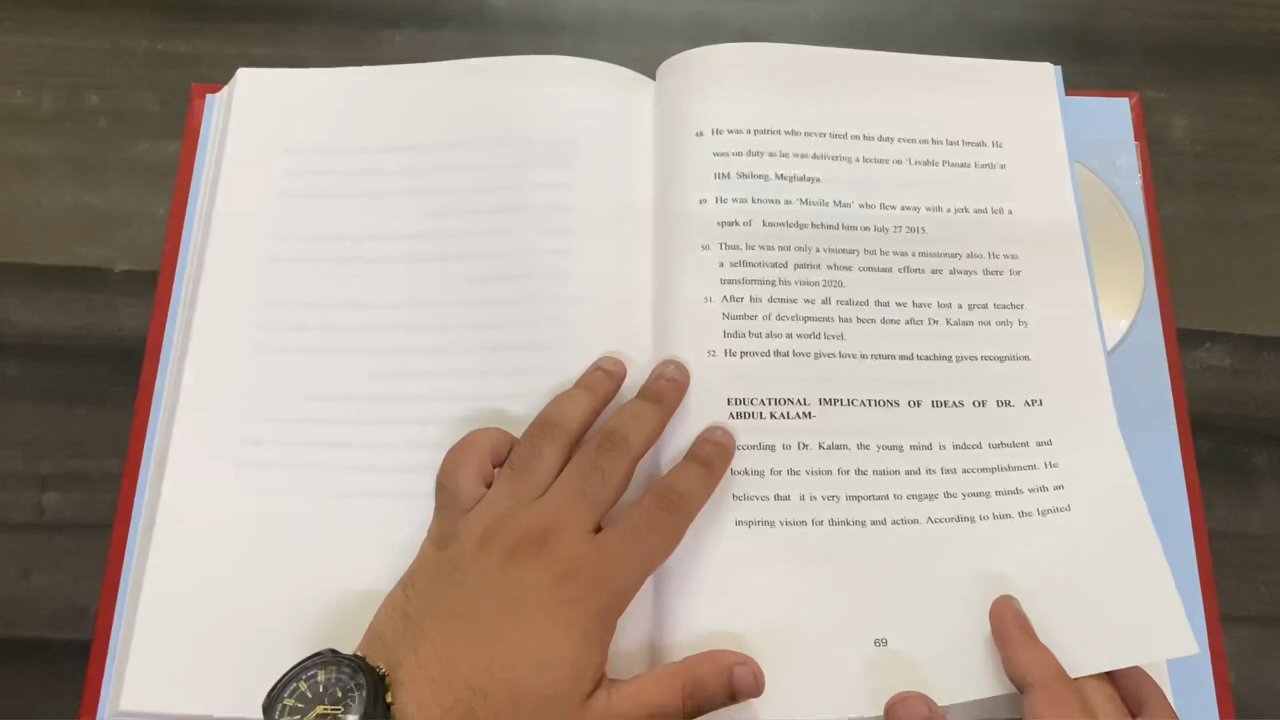 48. He was a patriot who never tired on his duty even on his last breath. He
was on duty as he was delivering a lecture on 'Livable Planate Earth'at
IIM Shilong, Meghalaya.
49 He was known as 'Missile Man' who flew away with a jerk and left a
spark of knowledge behind him on July 27 2015.
50. Thus, he was not only a visionary but he was a missionary also. He was
a selfmotivated patriot whose constant efforts are always there for
transforming his vision 2020.
51. After his demise we all realized that we have lost a great teacher.
Number of developments has been done after Dr. Kalam not only by
India but also at world level.
52. He proved that love gives love in return and teaching gives recognition.
EDUCATIONAL IMPLICATIONS OF IDEAS OF DR. APJ
ABDUL KALAM-
ccording to Dr. Kalam, the young mind is indeed turbulent and
looking for the vision for the nation and its fast accomplishment. He
believes that it is very important to engage the young minds with an
inspiring vision for thinking and action. According to him, the Ignited
69